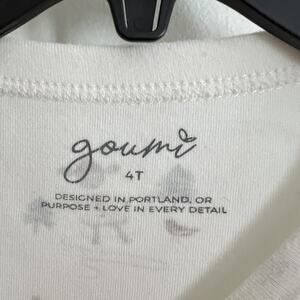 goumi
4T
DESIGNED IN PORTLAND, OR
PURPOSE + LOVE IN EVERY DETAIL